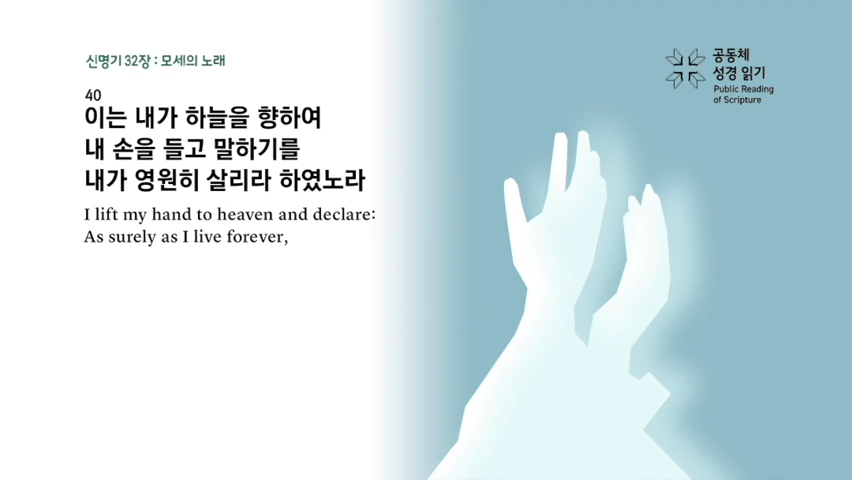 신명기 32장 : 모세의 노래
40
이는 내가 하늘을 향하여
내 손을 들고 말하기를
내가 영원히 살리라 하였노라
I lift my hand to heaven and declare:
As surely as I live forever,
공동체
성경 읽기
Public Reading
of Scripture